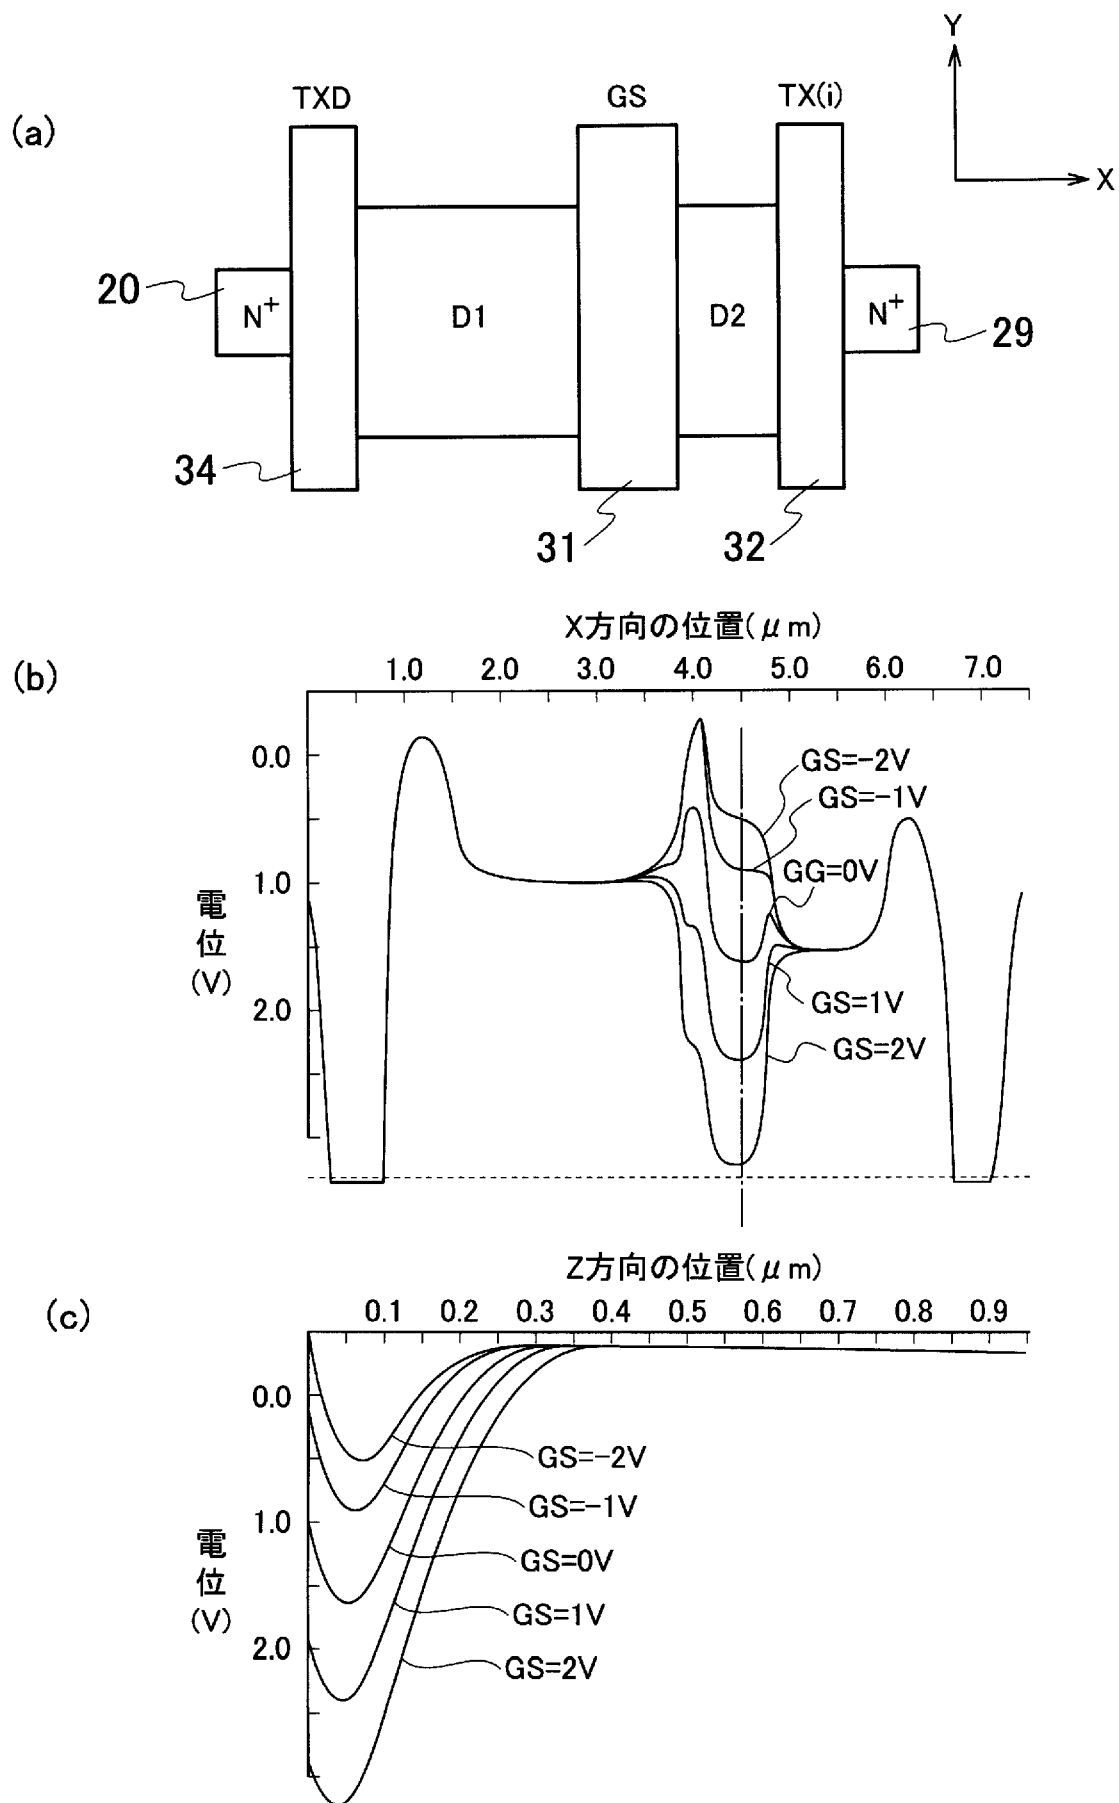 (a)
TXD GS TX(i)
Y
X
20
N+
D1
D2
N+
29
34
31
32
(b)
X方向の位置(μm)
1.0 2.0 3.0 4.0 5.0 6.0 7.0
0.0
1.0
2.0
電位(V)
GS=-2V
GS=-1V
GG=0V
GS=1V
GS=2V
(c)
Z方向の位置(μm)
0.1 0.2 0.3 0.4 0.5 0.6 0.7 0.8 0.9
0.0
1.0
2.0
電位(V)
GS=-2V
GS=-1V
GS=0V
GS=1V
GS=2V